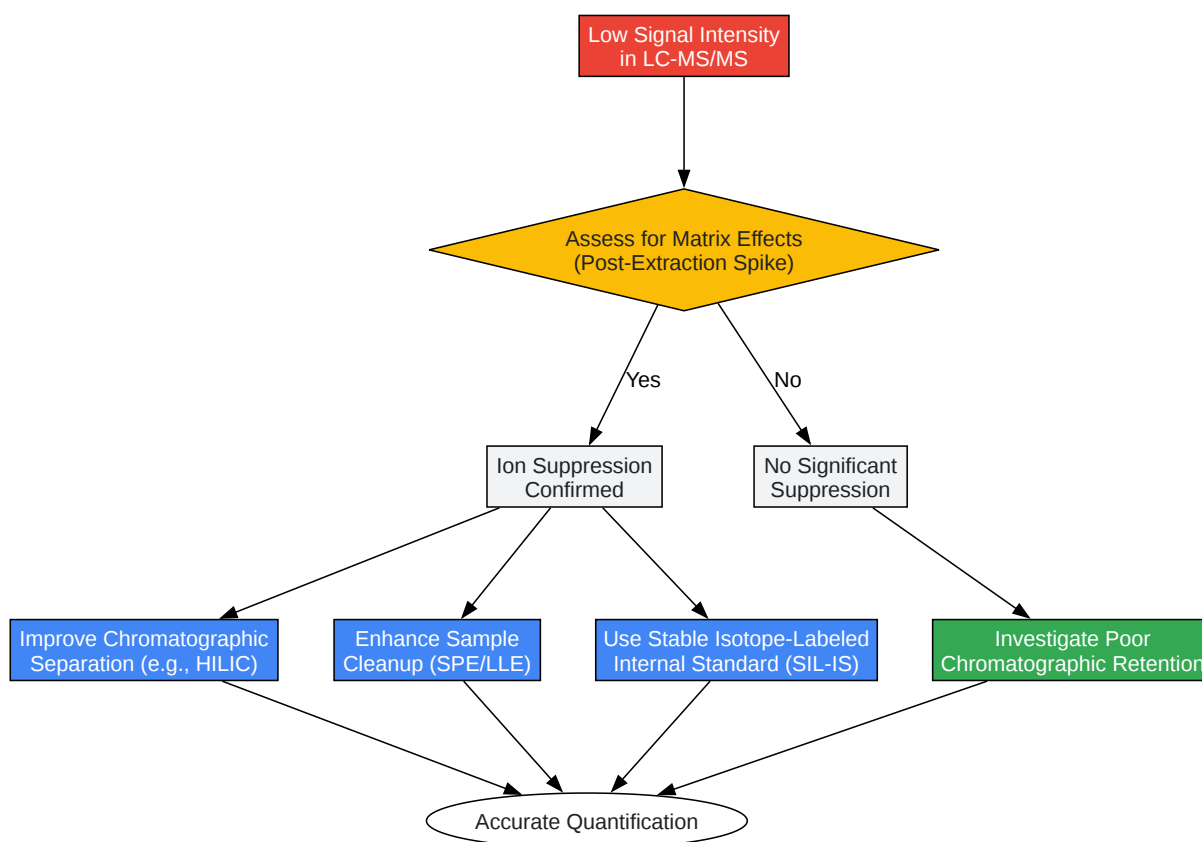 Low Signal Intensity
in LC-MS/MS
Assess for Matrix Effects
(Post-Extraction Spike)
Yes
No
Ion Suppression
Confirmed
No Significant
Suppression
Improve Chromatographic
Separation (e.g., HILIC)
Enhance Sample
Cleanup (SPE/LLE)
Use Stable Isotope-Labeled
Internal Standard (SIL-IS)
Investigate Poor
Chromatographic Retention
Accurate Quantification